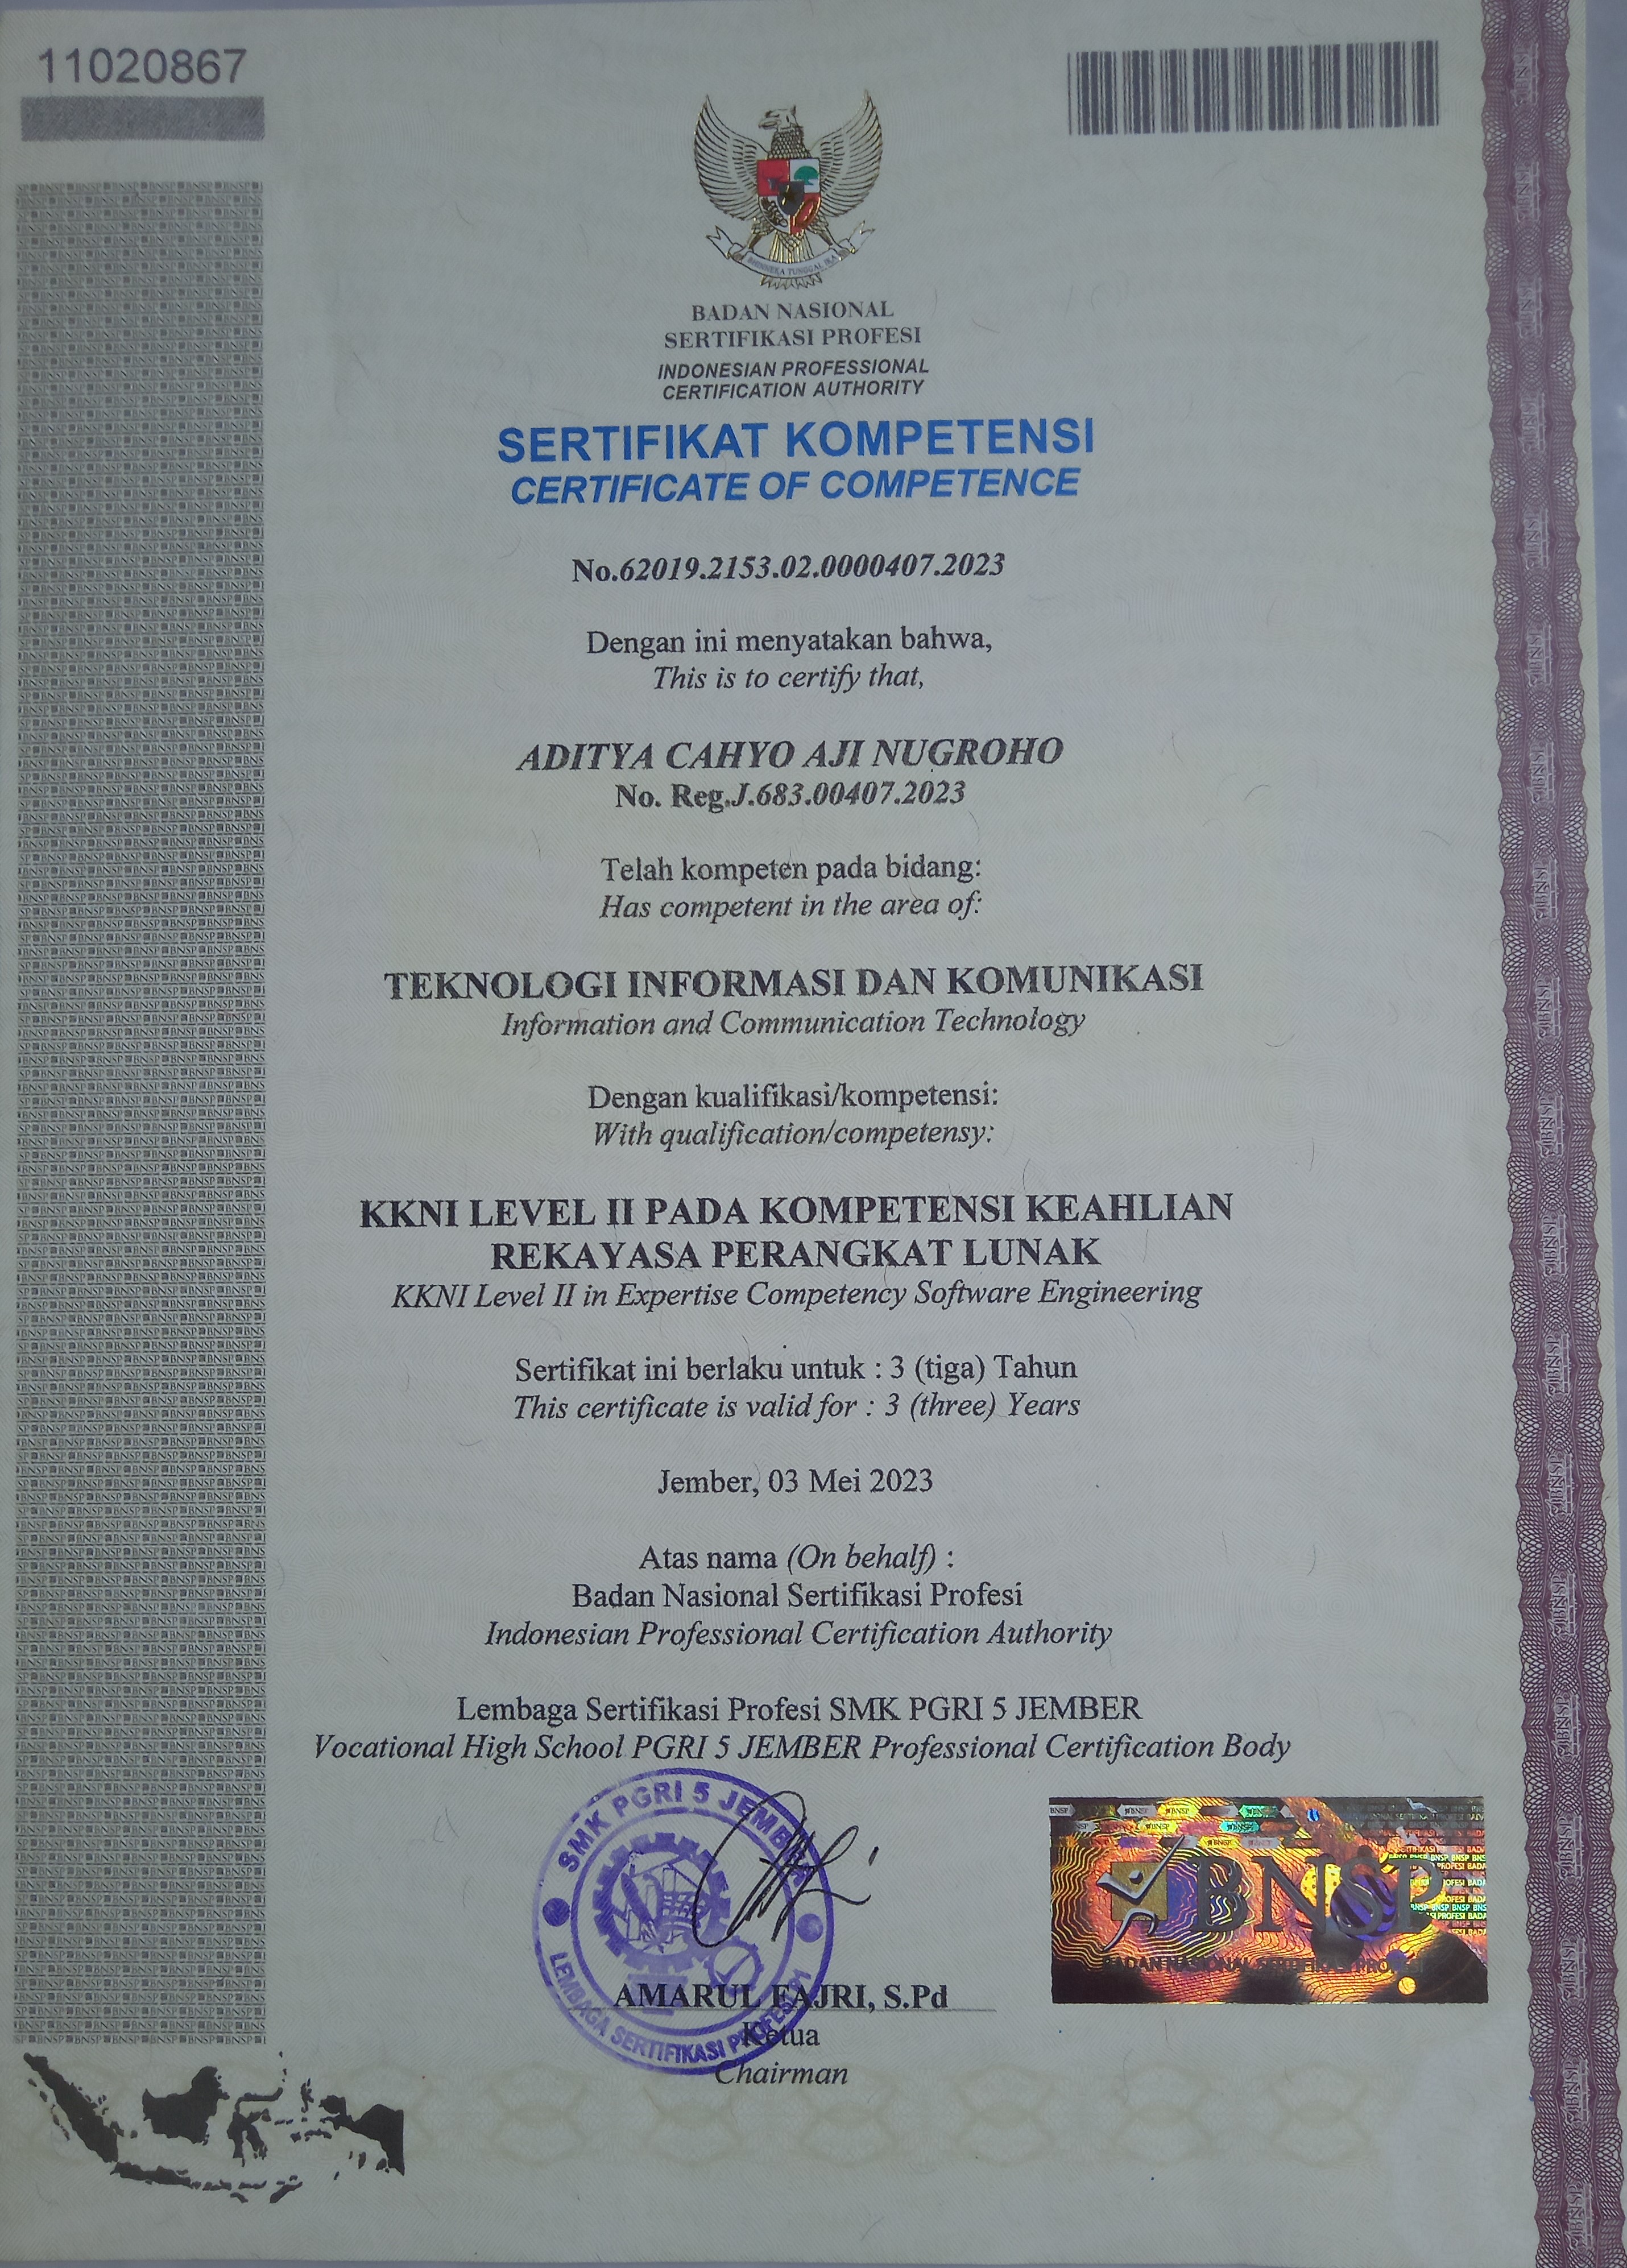 11020867
BHINNEKA TUNGGAL IKA
BADAN NASIONAL
SERTIFIKASI PROFESI
INDONESIAN PROFESSIONAL
CERTIFICATION AUTHORITY
SERTIFIKAT KOMPETENSI
CERTIFICATE OF COMPETENCE
No.62019.2153.02.0000407.2023
Dengan ini menyatakan bahwa,
This is to certify that,
ADITYA CAHYO AJI NUGROHO
No. Reg.J.683.00407.2023
Telah kompeten pada bidang:
Has competent in the area of:
TEKNOLOGI INFORMASI DAN KOMUNIKASI
Information and Communication Technology
Dengan kualifikasi/kompetensi:
With qualification/competensy:
KKNI LEVEL II PADA KOMPETENSI KEAHLIAN
REKAYASA PERANGKAT LUNAK
KKNI Level II in Expertise Competency Software Engineering
Sertifikat ini berlaku untuk : 3 (tiga) Tahun
This certificate is valid for : 3 (three) Years
Jember, 03 Mei 2023
Atas nama (On behalf) :
Badan Nasional Sertifikasi Profesi
Indonesian Professional Certification Authority
Lembaga Sertifikasi Profesi SMK PGRI 5 JEMBER
Vocational High School PGRI 5 JEMBER Professional Certification Body
SMK PGRI 5 JEMBER
LEMBAGA SERTIFIKASI PROFESI
AMARUL FAJRI, S.Pd
Ketua
Chairman
BNSP
BADAN NASIONAL SERTIFIKASI PROFESI